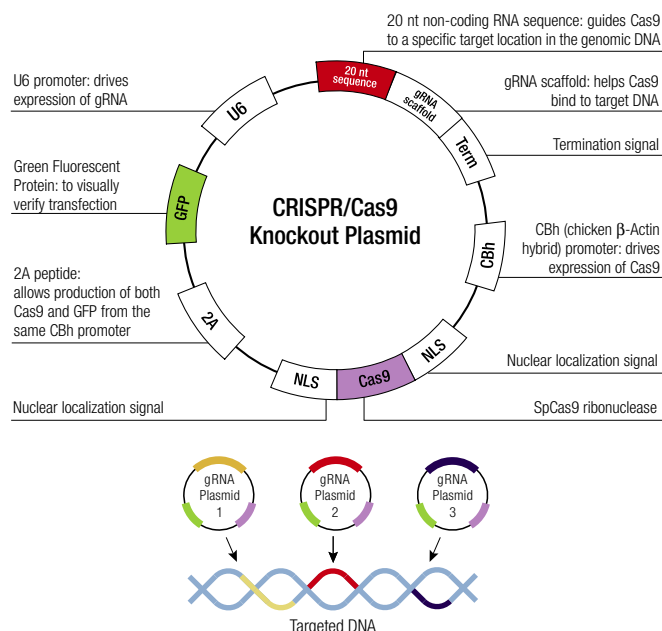 20 nt non-coding RNA sequence: guides Cas9
to a specific target location in the genomic DNA
U6 promoter: drives
expression of gRNA
U6
20 nt
sequence
gRNA
scaffold
Term
gRNA scaffold: helps Cas9
bind to target DNA
Termination signal
Green Fluorescent
Protein: to visually
verify transfection
GFP
CRISPR/Cas9
Knockout Plasmid
CBh
CBh (chicken β-Actin
hybrid) promoter: drives
expression of Cas9
2A peptide:
allows production of both
Cas9 and GFP from the
same CBh promoter
2A
NLS
Cas9
NLS
Nuclear localization signal
Nuclear localization signal
SpCas9 ribonuclease
gRNA
Plasmid
1
gRNA
Plasmid
2
gRNA
Plasmid
3
Targeted DNA